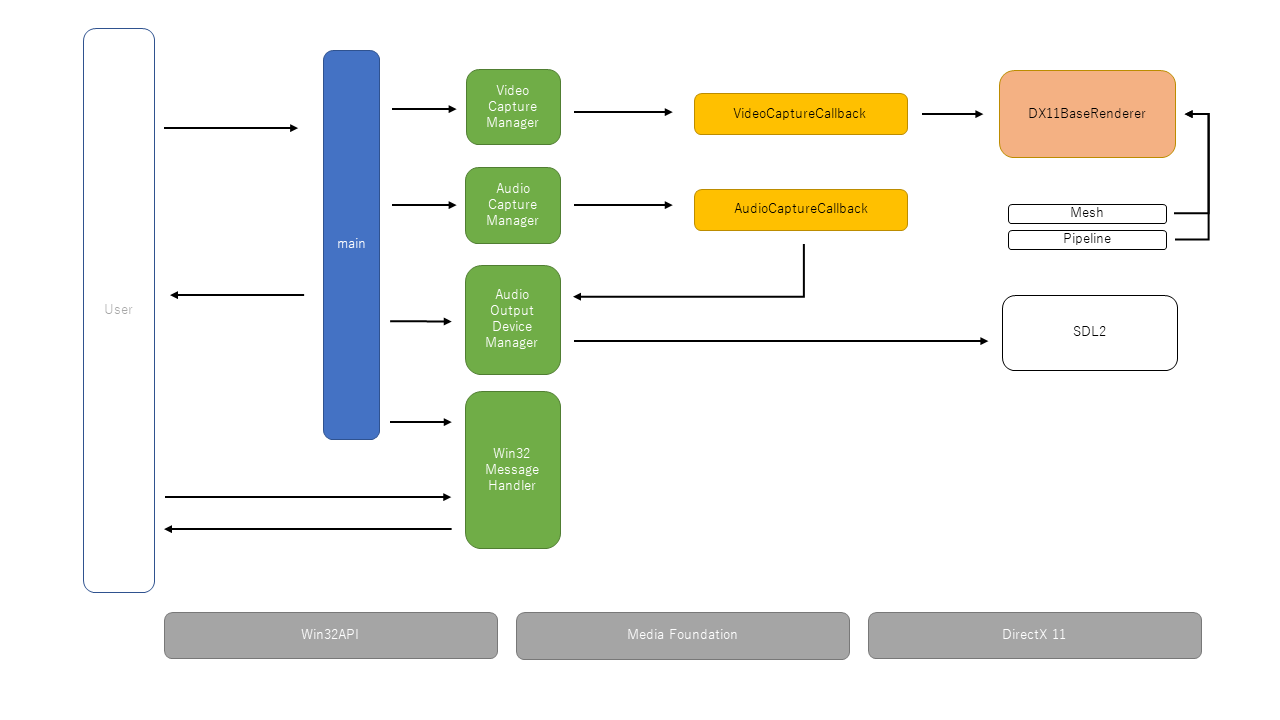 User
main
Video
Capture
Manager
VideoCaptureCallback
DX11BaseRenderer
Audio
Capture
Manager
AudioCaptureCallback
Mesh
Pipeline
Audio
Output
Device
Manager
SDL2
Win32
Message
Handler
Win32API
Media Foundation
DirectX 11